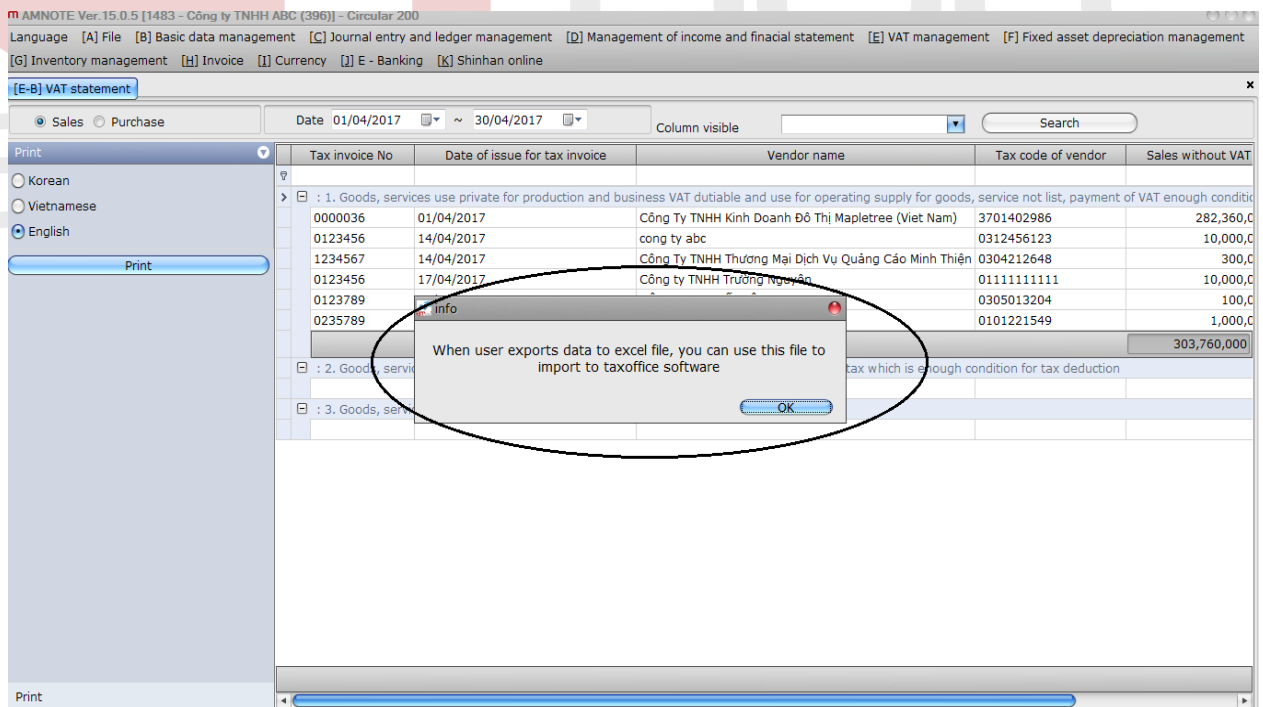 AMNOTE Ver.15.0.5 [1483 - Công ty TNHH ABC (396)] - Circular 200
Language [A] File [B] Basic data management [C] Journal entry and ledger management [D] Management of income and finacial statement [E] VAT management [F] Fixed asset depreciation management
[G] Inventory management [H] Invoice [I] Currency [J] E - Banking [K] Shinhan online
[E-B] VAT statement
Sales Purchase Date 01/04/2017 ~ 30/04/2017 Column visible Search
Print Tax invoice No Date of issue for tax invoice Vendor name Tax code of vendor Sales without VAT
Korean
Vietnamese
English
Print
: 1. Goods, services use private for production and business VAT dutiable and use for operating supply for goods, service not list, payment of VAT enough conditio
0000036 01/04/2017 Công Ty TNHH Kinh Doanh Đô Thị Mapletree (Viet Nam) 3701402986 282,360,0
0123456 14/04/2017 cong ty abc 0312456123 10,000,0
1234567 14/04/2017 Công Ty TNHH Thương Mại Dịch Vụ Quảng Cáo Minh Thiện 0304212648 300,0
0123456 17/04/2017 Công ty TNHH Trường Nguyên 01111111111 10,000,0
0123789 0305013204 100,0
0235789 0101221549 1,000,0
303,760,000
: 2. Goods, servic tax which is enough condition for tax deduction
: 3. Goods, servi
info
When user exports data to excel file, you can use this file to
import to taxoffice software
OK
Print